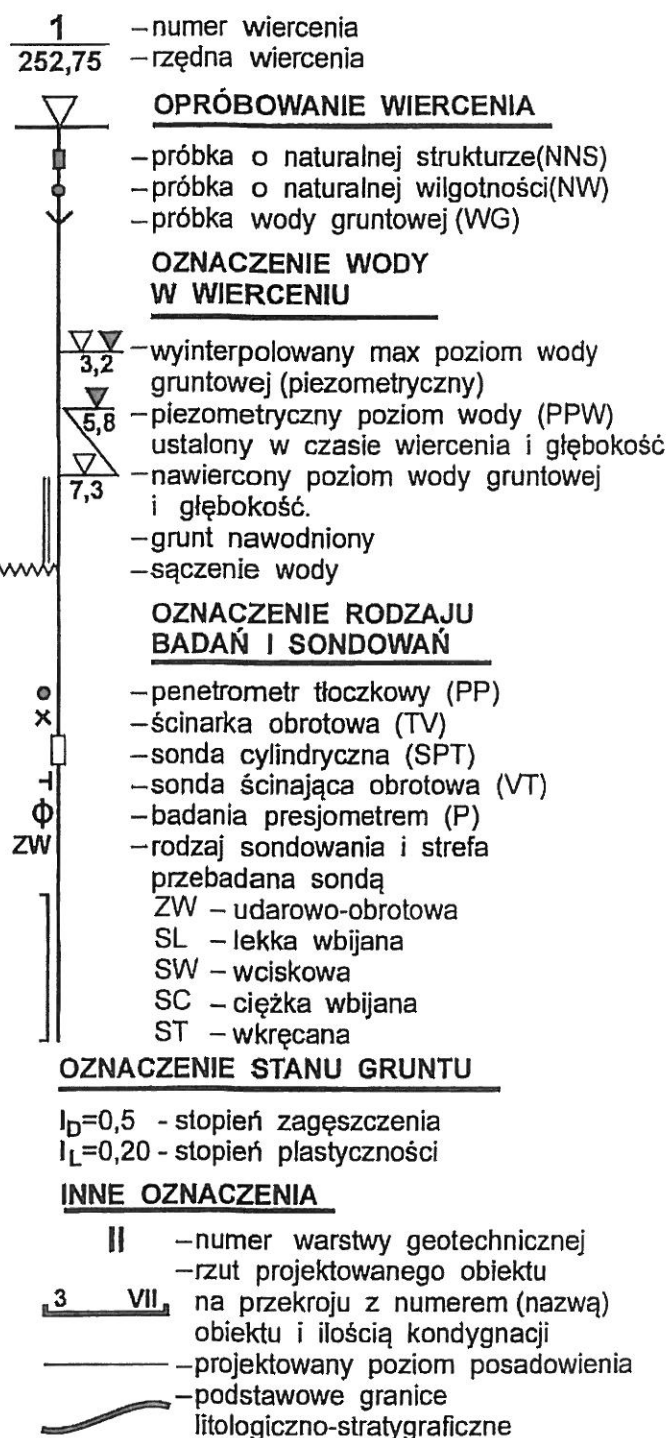 1 –numer wiercenia
252,75 –rzędna wiercenia
OPRÓBOWANIE WIERCENIA
–próbka o naturalnej strukturze(NNS)
–próbka o naturalnej wilgotności(NW)
–próbka wody gruntowej (WG)
OZNACZENIE WODY
W WIERCENIU
3,2 –wyinterpolowany max poziom wody
gruntowej (piezometryczny)
5,8 –piezometryczny poziom wody (PPW)
ustalony w czasie wiercenia i głębokość
7,3 –nawiercony poziom wody gruntowej
i głębokość.
–grunt nawodniony
–sączenie wody
OZNACZENIE RODZAJU
BADAŃ I SONDOWAŃ
–penetrometr tłoczkowy (PP)
–ścinarka obrotowa (TV)
–sonda cylindryczna (SPT)
–sonda ścinająca obrotowa (VT)
–badania presjometrem (P)
ZW –rodzaj sondowania i strefa
przebadana sondą
ZW – udarowo-obrotowa
SL – lekka wbijana
SW – wciskowa
SC – ciężka wbijana
ST – wkręcana
OZNACZENIE STANU GRUNTU
ID=0,5 - stopień zagęszczenia
IL=0,20 - stopień plastyczności
INNE OZNACZENIA
II –numer warstwy geotechnicznej
–rzut projektowanego obiektu
3 VII na przekroju z numerem (nazwą)
obiektu i ilością kondygnacji
–projektowany poziom posadowienia
–podstawowe granice
litologiczno-stratygraficzne